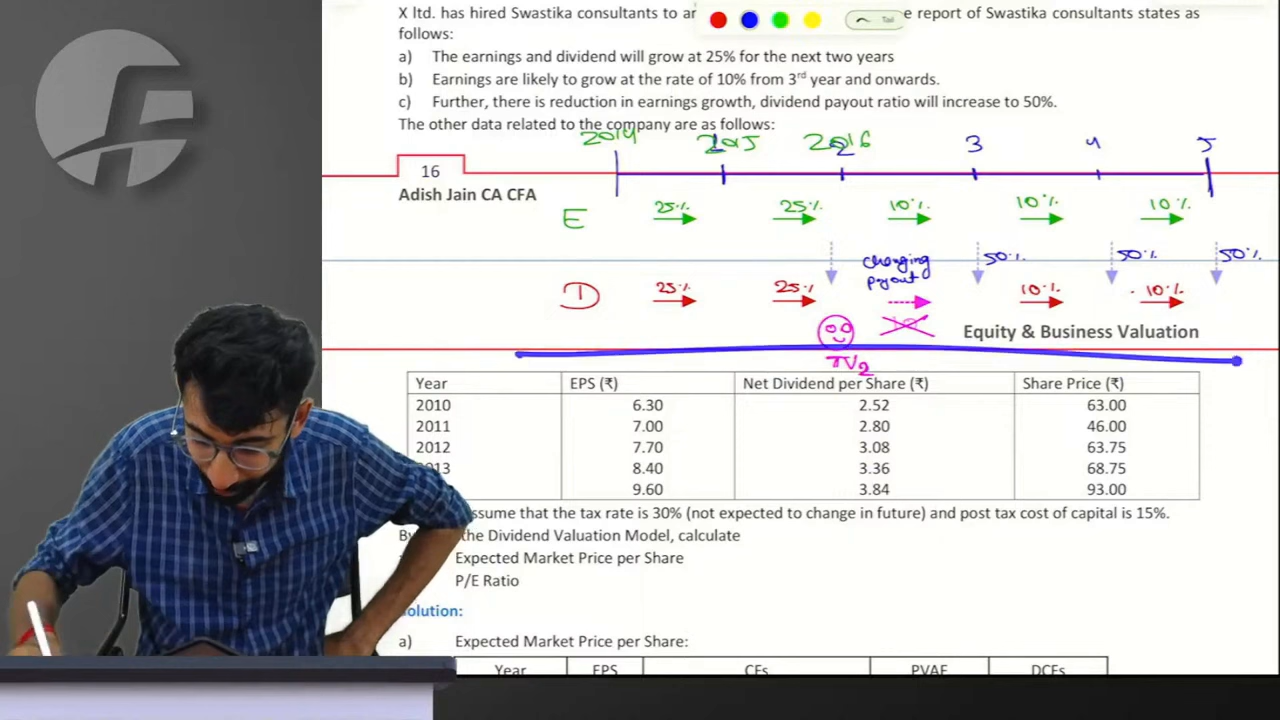 X ltd. has hired Swastika consultants to ar e report of Swastika consultants states as
Tail
follows:
a) The earnings and dividend will grow at 25% for the next two years
b) Earnings are likely to grow at the rate of 10% from 3rd year and onwards.
c) Further, there is reduction in earnings growth, dividend payout ratio will increase to 50%.
The other data related to the company are as follows:
2014 2015 2016 3 4 5
1 2
16
Adish Jain CA CFA
E 25% 25% 10% 10% 10%
changing payout 50% 50% 50%
D 25% 25% 10% 10%
Equity & Business Valuation
TV2
Year EPS (₹) Net Dividend per Share (₹) Share Price (₹)
2010 6.30 2.52 63.00
2011 7.00 2.80 46.00
2012 7.70 3.08 63.75
013 8.40 3.36 68.75
9.60 3.84 93.00
ssume that the tax rate is 30% (not expected to change in future) and post tax cost of capital is 15%.
By the Dividend Valuation Model, calculate
Expected Market Price per Share
P/E Ratio
olution:
a) Expected Market Price per Share:
Year EPS CFs PVAF DCFs